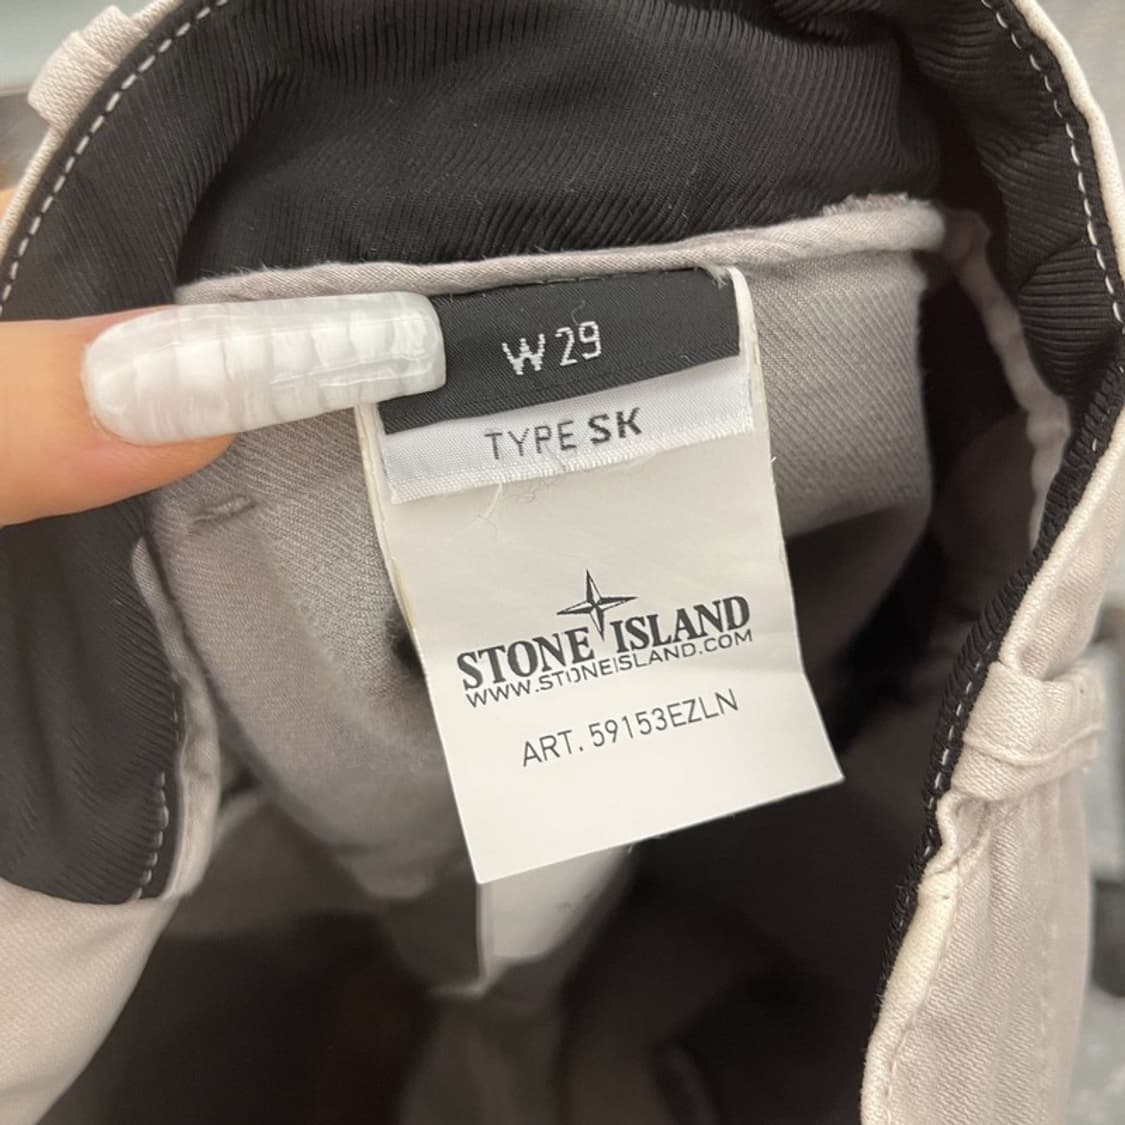 W 29
TYPE SK
STONE ISLAND
WWW.STONEISLAND.COM
ART. 59153EZLN